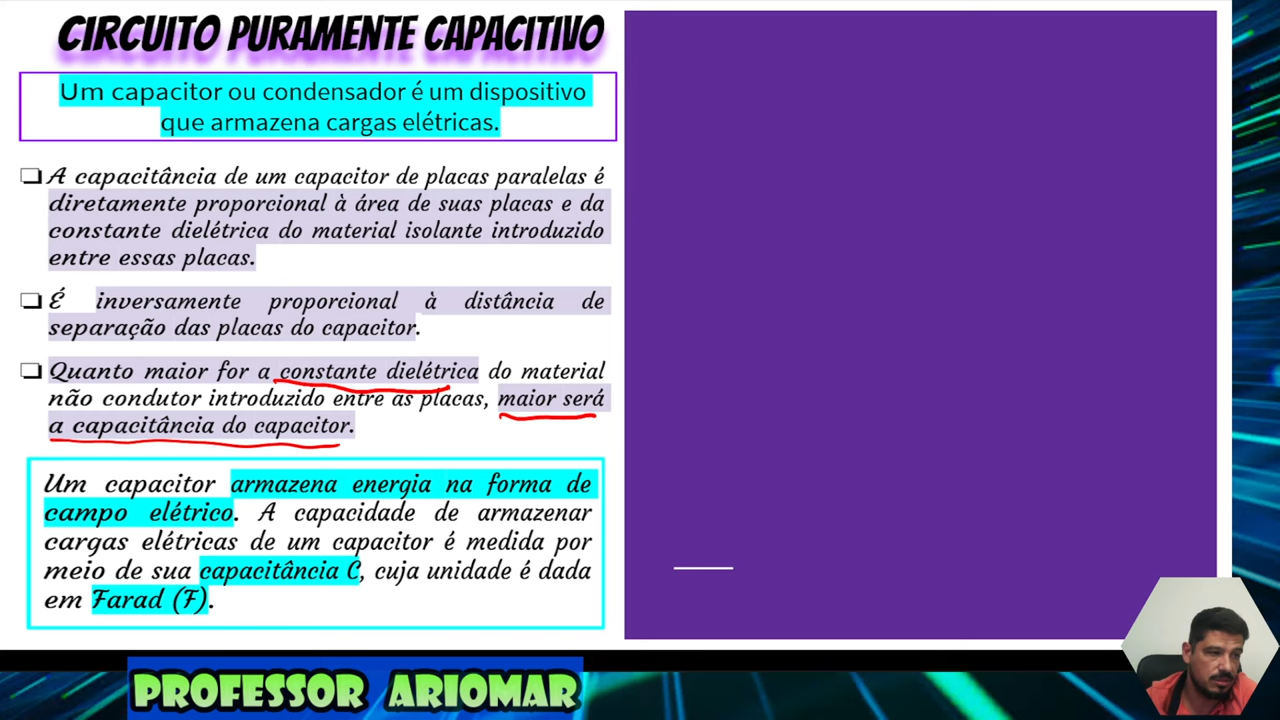 CIRCUITO PURAMENTE CAPACITIVO
Um capacitor ou condensador é um dispositivo
que armazena cargas elétricas.
A capacitância de um capacitor de placas paralelas é
diretamente proporcional à área de suas placas e da
constante dielétrica do material isolante introduzido
entre essas placas.
É inversamente proporcional à distância de
separação das placas do capacitor.
Quanto maior for a constante dielétrica do material
não condutor introduzido entre as placas, maior será
a capacitância do capacitor.
Um capacitor armazena energia na forma de
campo elétrico. A capacidade de armazenar
cargas elétricas de um capacitor é medida por
meio de sua capacitância C, cuja unidade é dada
em Farad (F).
PROFESSOR ARIOMAR